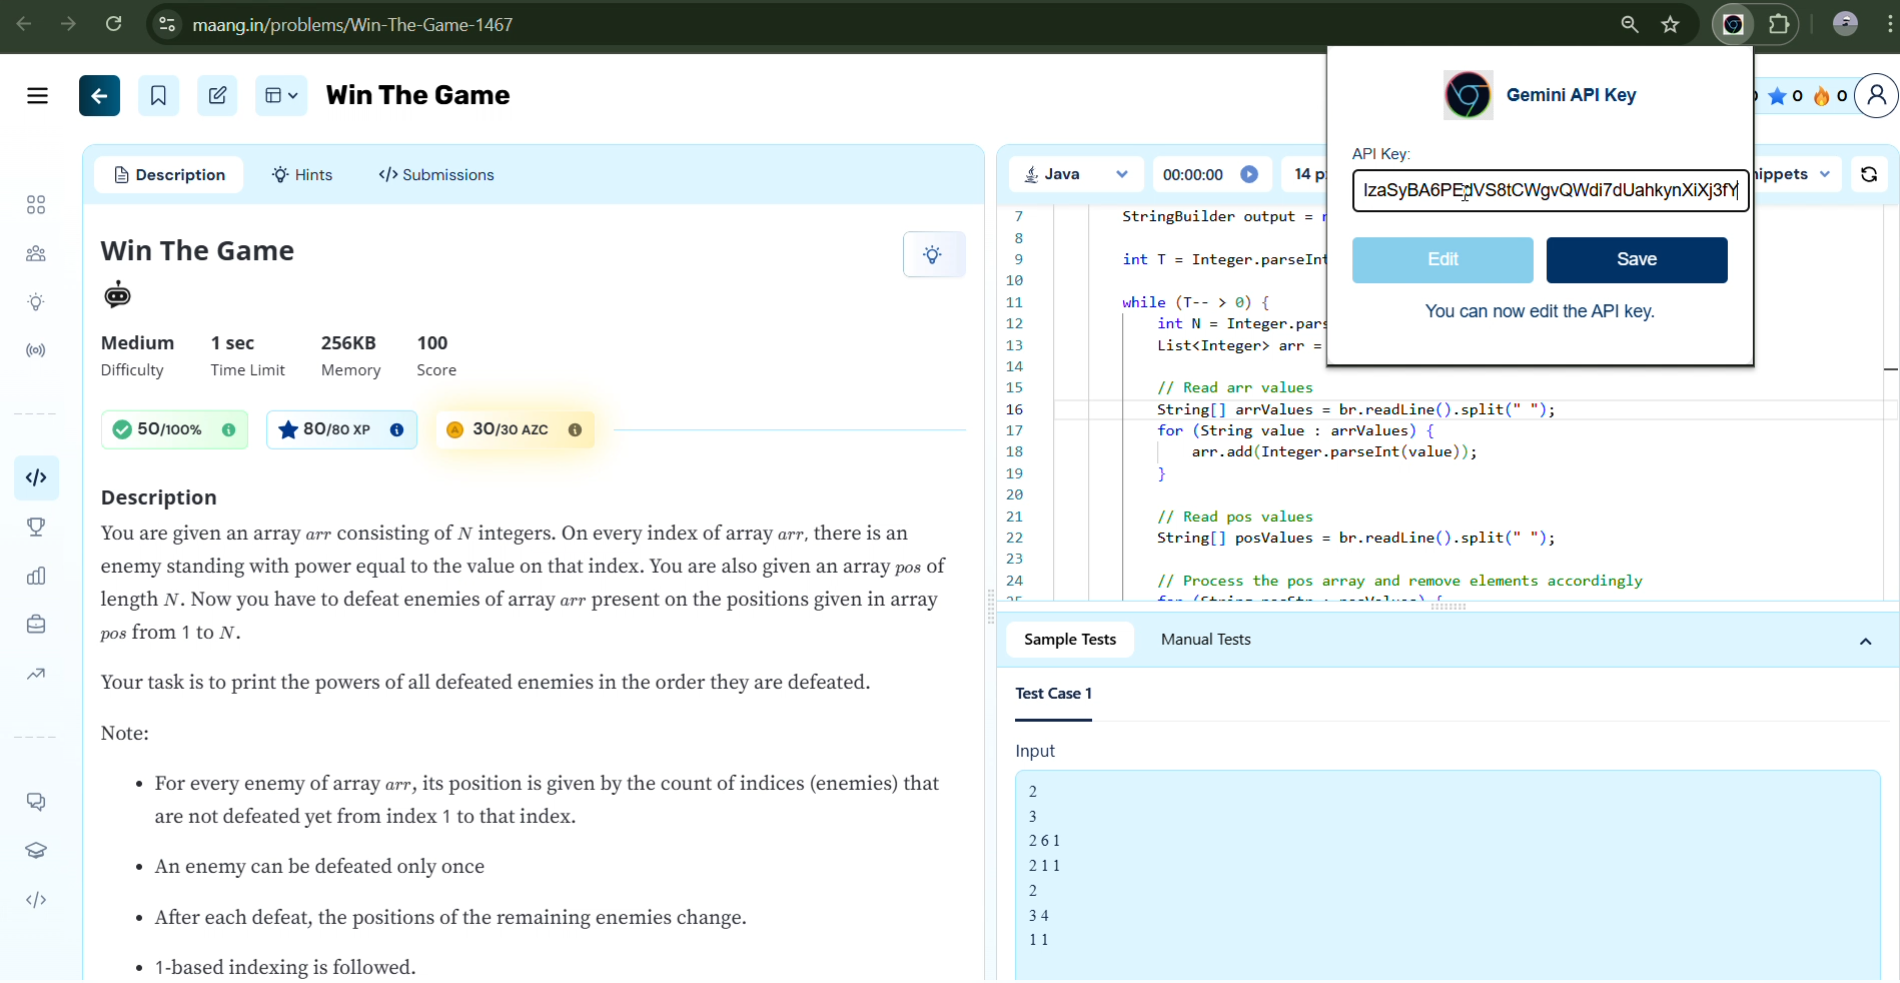 maang.in/problems/Win-The-Game-1467
Win The Game
Gemini API Key
0
0
API Key:
Edit
Save
You can now edit the API key.
Description
Hints
</> Submissions
Java
00:00:00
Win The Game
Medium
1 sec
256KB
100
Difficulty
Time Limit
Memory
Score
50/100%
80/80 XP
30/30 AZC
Description
You are given an array arr consisting of N integers. On every index of array arr, there is an
enemy standing with power equal to the value on that index. You are also given an array pos of
length N. Now you have to defeat enemies of array arr present on the positions given in array
pos from 1 to N.
Your task is to print the powers of all defeated enemies in the order they are defeated.
Note:
• For every enemy of array arr, its position is given by the count of indices (enemies) that
are not defeated yet from index 1 to that index.
• An enemy can be defeated only once
• After each defeat, the positions of the remaining enemies change.
• 1-based indexing is followed.
7 StringBuilder output =
8
9 int T = Integer.parseInt
10
11 while (T-- > 0) {
12 int N = Integer.pars
13 List<Integer> arr =
14
15 // Read arr values
16 String[] arrValues = br.readLine().split(" ");
17 for (String value : arrValues) {
18 arr.add(Integer.parseInt(value));
19 }
20
21 // Read pos values
22 String[] posValues = br.readLine().split(" ");
23
24 // Process the pos array and remove elements accordingly
Sample Tests
Manual Tests
Test Case 1
Input
2
3
2 6 1
2 1 1
2
3 4
1 1